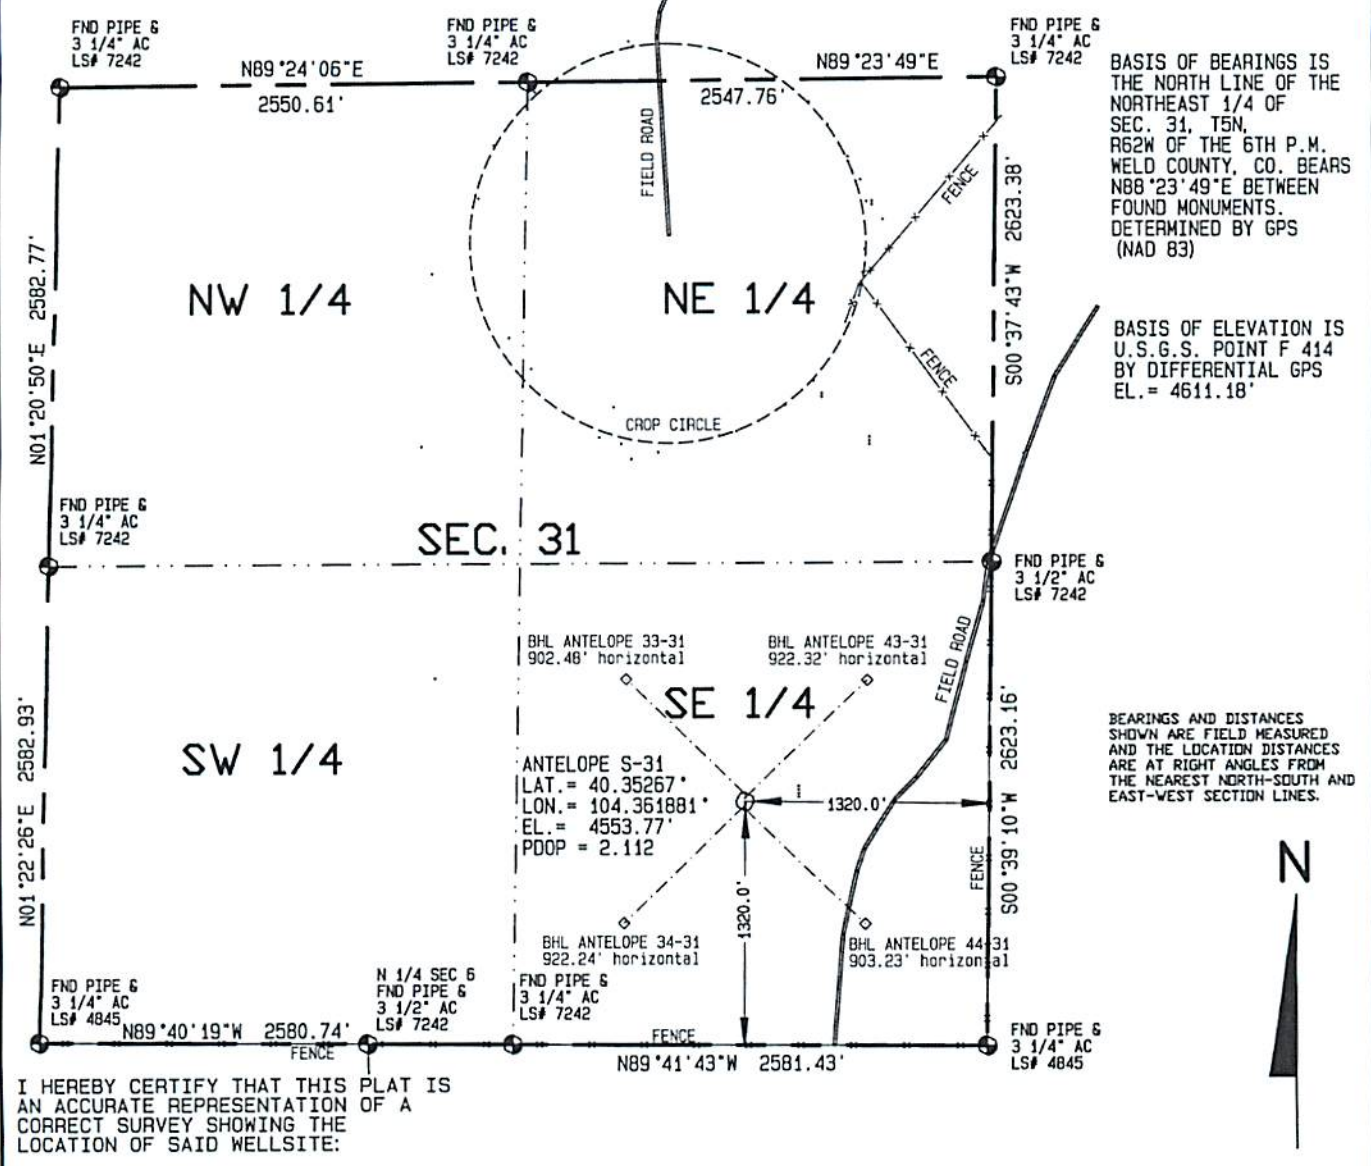 FND PIPE &
3 1/4" AC
LS# 7242
FND PIPE &
3 1/4" AC
LS# 7242
FND PIPE &
3 1/4" AC
LS# 7242
N89°24'06"E
2550.61'
N89°23'49"E
2547.76'
BASIS OF BEARINGS IS
THE NORTH LINE OF THE
NORTHEAST 1/4 OF
SEC. 31, T5N,
R62W OF THE 6TH P.M.
WELD COUNTY, CO. BEARS
N88°23'49"E BETWEEN
FOUND MONUMENTS.
DETERMINED BY GPS
(NAD 83)
FIELD ROAD
FENCE
S00°37'43"W 2623.38'
N01°20'50"E 2582.77'
NW 1/4
NE 1/4
BASIS OF ELEVATION IS
U.S.G.S. POINT F 414
BY DIFFERENTIAL GPS
EL.= 4611.18'
FENCE
CROP CIRCLE
FND PIPE &
3 1/4" AC
LS# 7242
SEC. 31
FND PIPE &
3 1/2" AC
LS# 7242
BHL ANTELOPE 33-31
902.48' horizontal
BHL ANTELOPE 43-31
922.32' horizontal
FIELD ROAD
SE 1/4
SW 1/4
N01°22'26"E 2582.93'
S00°39'10"W 2623.16'
BEARINGS AND DISTANCES
SHOWN ARE FIELD MEASURED
AND THE LOCATION DISTANCES
ARE AT RIGHT ANGLES FROM
THE NEAREST NORTH-SOUTH AND
EAST-WEST SECTION LINES.
ANTELOPE S-31
LAT.= 40.35267°
LON.= 104.361881°
EL.= 4553.77'
PDOP = 2.112
1320.0'
1320.0'
FENCE
N
BHL ANTELOPE 34-31
922.24' horizontal
BHL ANTELOPE 44-31
903.23' horizontal
FND PIPE &
3 1/4" AC
LS# 4845
N 1/4 SEC 6
FND PIPE &
3 1/2" AC
LS# 7242
FND PIPE &
3 1/4" AC
LS# 7242
N89°40'19"W 2580.74'
FENCE
FENCE
N89°41'43"W 2581.43'
FND PIPE &
3 1/4" AC
LS# 4845
I HEREBY CERTIFY THAT THIS PLAT IS
AN ACCURATE REPRESENTATION OF A
CORRECT SURVEY SHOWING THE
LOCATION OF SAID WELLSITE: